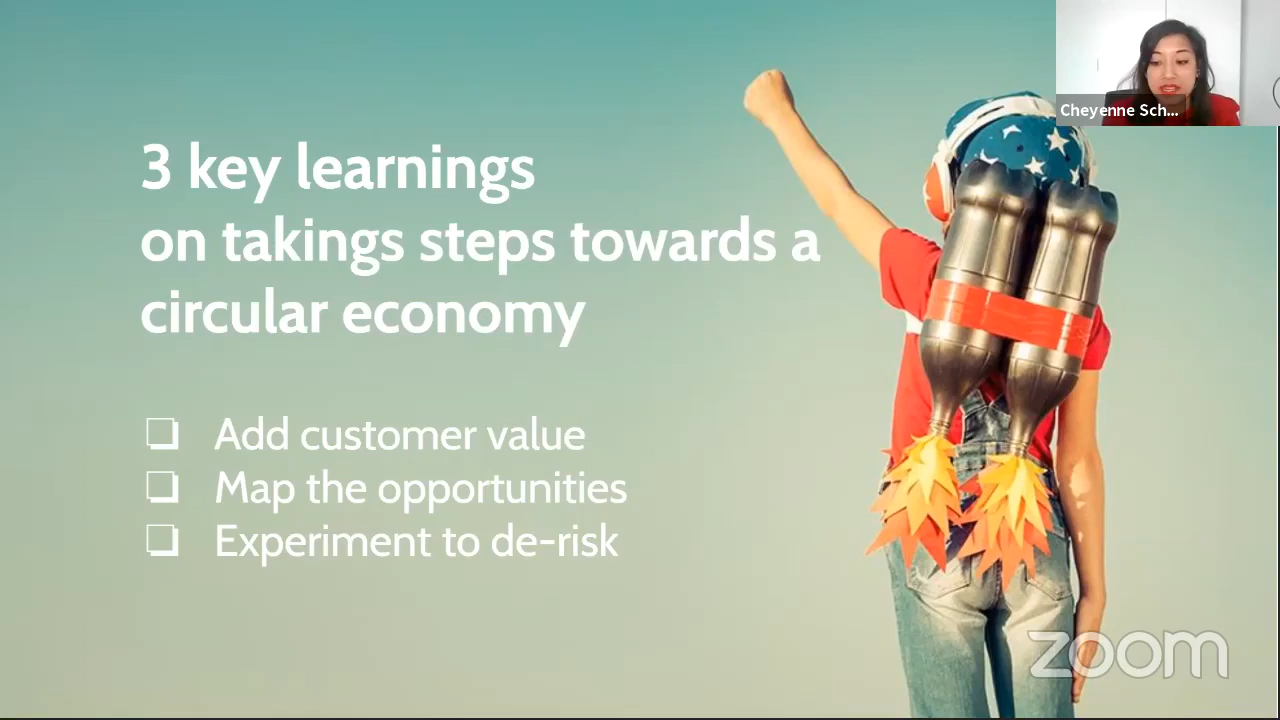 Cheyenne Sch...
3 key learnings
on takings steps towards a
circular economy
❏ Add customer value
❏ Map the opportunities
❏ Experiment to de-risk
zoom